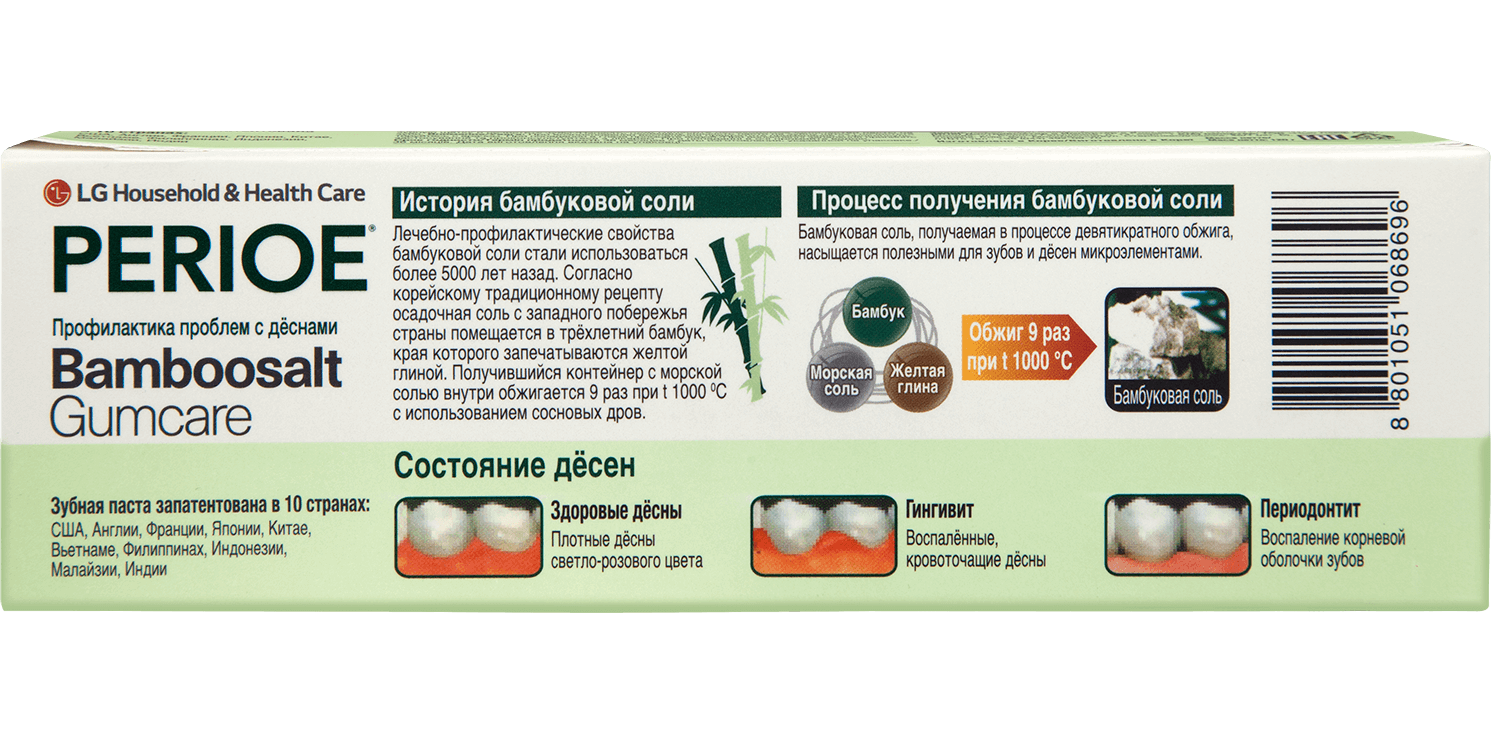 LG Household & Health Care
PERIOE®
Профилактика проблем с дёснами
Bamboosalt
Gumcare
Зубная паста запатентована в 10 странах:
США, Англии, Франции, Японии, Китае,
Вьетнаме, Филиппинах, Индонезии,
Малайзии, Индии
История бамбуковой соли
Лечебно-профилактические свойства
бамбуковой соли стали использоваться
более 5000 лет назад. Согласно
корейскому традиционному рецепту
осадочная соль с западного побережья
страны помещается в трёхлетний бамбук,
края которого запечатываются желтой
глиной. Получившийся контейнер с морской
солью внутри обжигается 9 раз при t 1000 ºС
с использованием сосновых дров.
Процесс получения бамбуковой соли
Бамбуковая соль, получаемая в процессе девятикратного обжига,
насыщается полезными для зубов и дёсен микроэлементами.
Бамбук
Морская
соль
Желтая
глина
Обжиг 9 раз
при t 1000 ºС
Бамбуковая соль
8 801051 068696
Состояние дёсен
Здоровые дёсны
Плотные дёсны
светло-розового цвета
Гингивит
Воспалённые,
кровоточащие дёсны
Периодонтит
Воспаление корневой
оболочки зубов